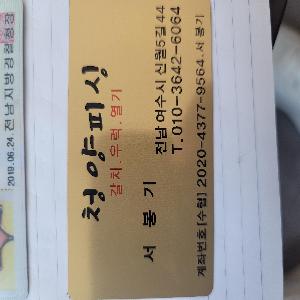 2019.06.24 전남지방경찰청장
청양피싱
갈치.우럭.열기
서 봉 기
전남 여수시 신월5길 44
T.010-3642-6064
계좌번호[수협] 2020-4377-9564.서봉기